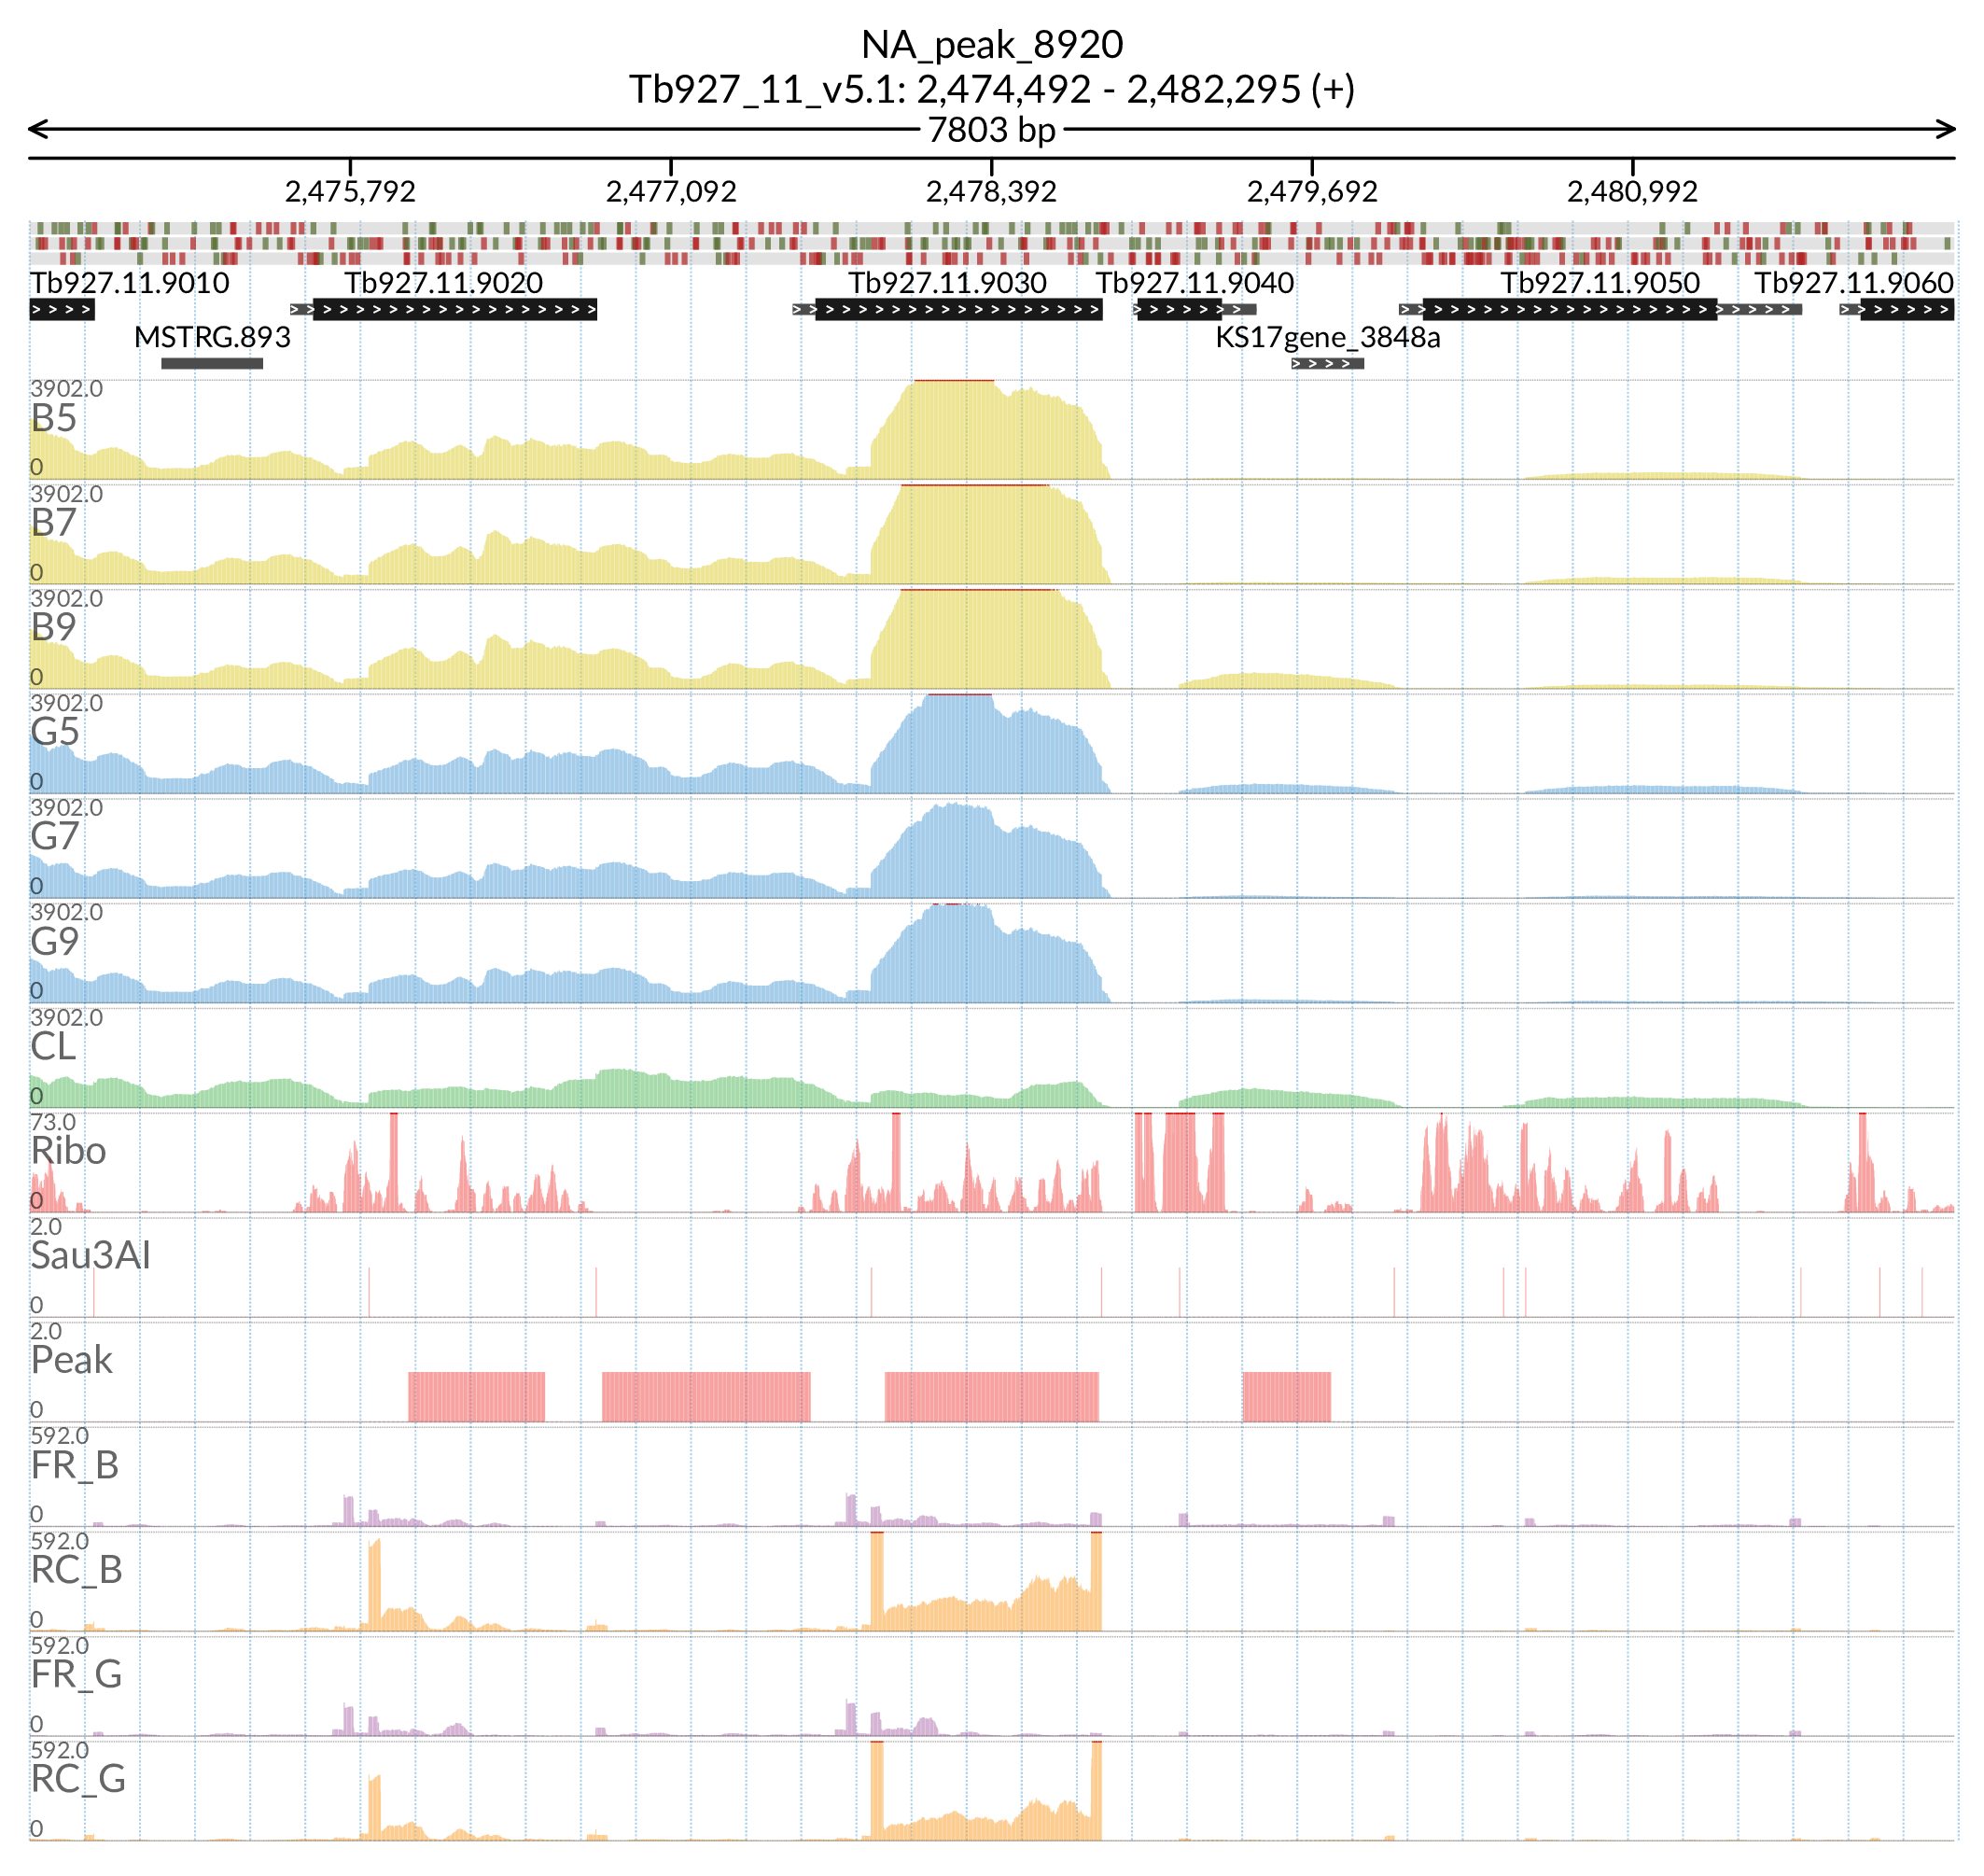 NA_peak_8920
Tb927_11_v5.1: 2,474,492 - 2,482,295 (+)
7803 bp
2,475,792 2,477,092 2,478,392 2,479,692 2,480,992
Tb927.11.9010 Tb927.11.9020 Tb927.11.9030 Tb927.11.9040 Tb927.11.9050 Tb927.11.9060
MSTRG.893 KS17gene_3848a
3902.0
B5
0
3902.0
B7
0
3902.0
B9
0
3902.0
G5
0
3902.0
G7
0
3902.0
G9
0
3902.0
CL
0
73.0
Ribo
0
2.0
Sau3AI
0
2.0
Peak
0
592.0
FR_B
0
592.0
RC_B
0
592.0
FR_G
0
592.0
RC_G
0